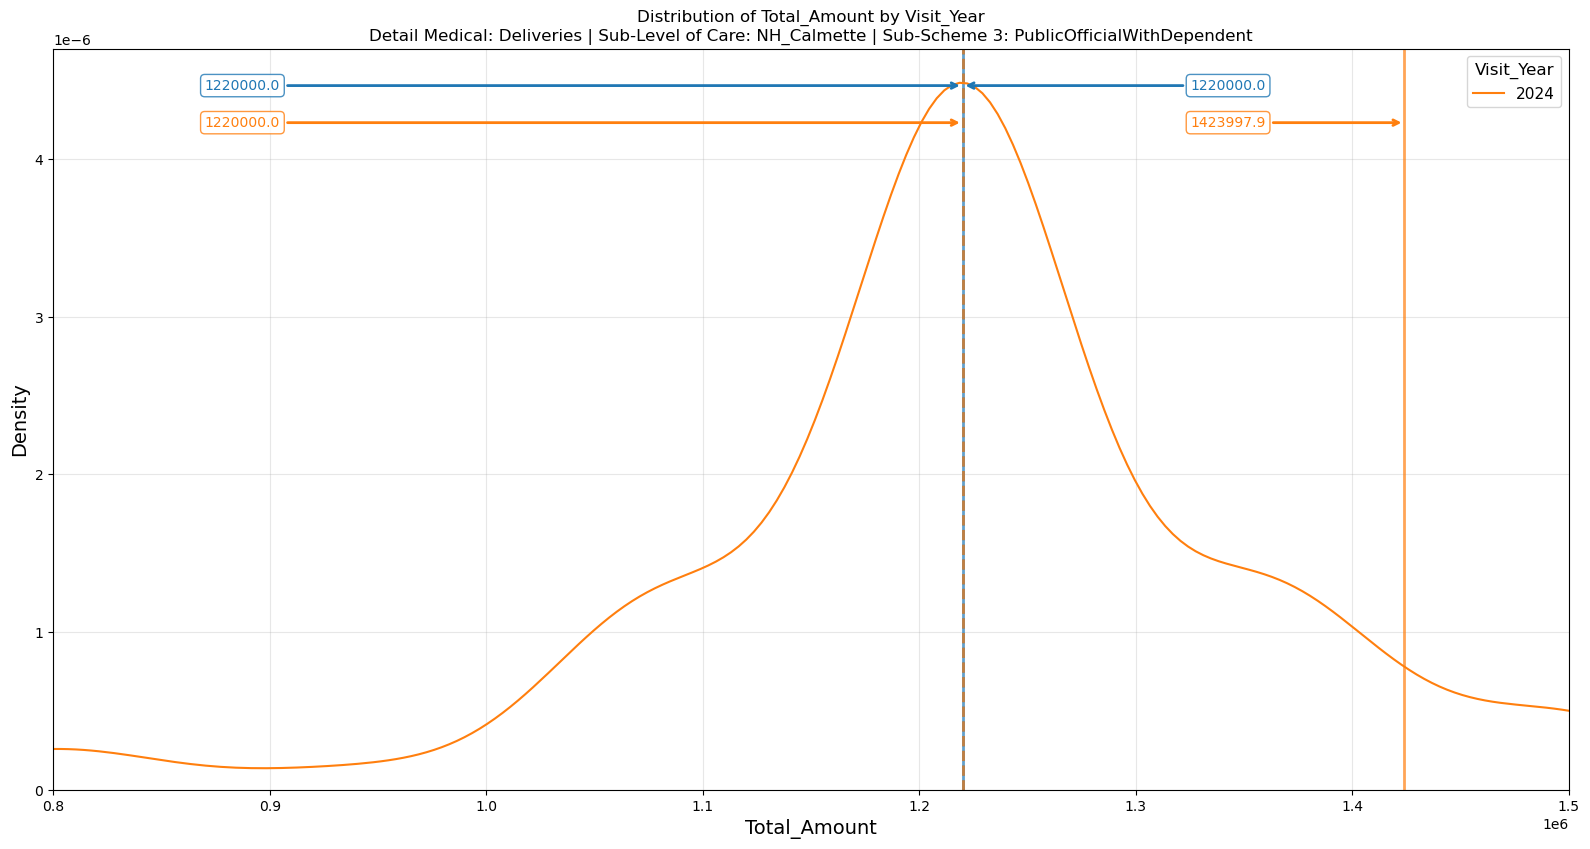 Distribution of Total_Amount by Visit_Year
Detail Medical: Deliveries | Sub-Level of Care: NH_Calmette | Sub-Scheme 3: PublicOfficialWithDependent
1e−6
Visit_Year
2024
1220000.0
1220000.0
1220000.0
1423997.9
4
3
2
1
0
Density
0.8
0.9
1.0
1.1
1.2
1.3
1.4
1.5
1e6
Total_Amount